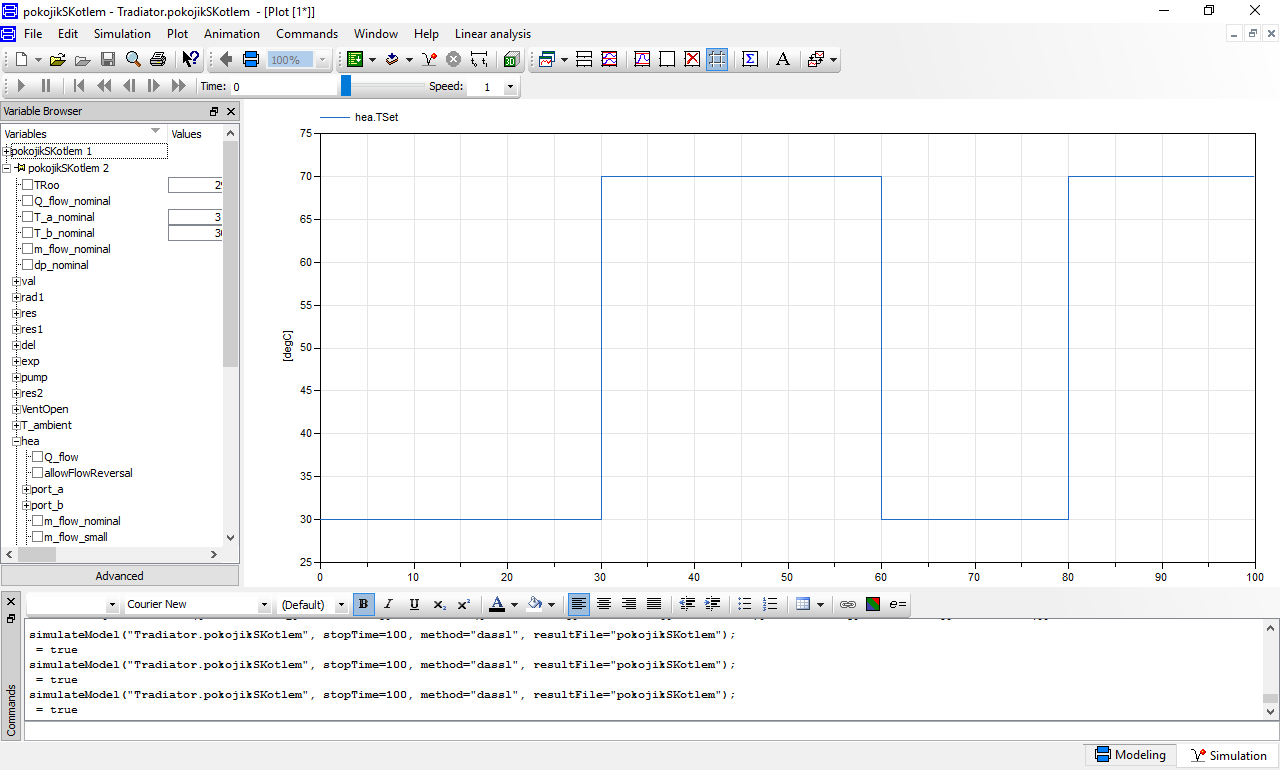 pokojikSKotlem - Tradiator.pokojikSKotlem - [Plot [1*]]
File Edit Simulation Plot Animation Commands Window Help Linear analysis
100%
Time: 0 Speed: 1
Variable Browser
Variables Values
pokojikSKotlem 1
pokojikSKotlem 2
TRoo
Q_flow_nominal
T_a_nominal 3
T_b_nominal
m_flow_nominal
dp_nominal
val
rad1
res
res1
del
exp
pump
res2
VentOpen
T_ambient
hea
Q_flow
allowFlowReversal
port_a
port_b
m_flow_nominal
m_flow_small
Advanced
hea.TSet
75
70
65
60
55
50
45
40
35
30
25
[degC]
0 10 20 30 40 50 60 70 80 90 100
Courier New (Default) B I U X₂ X² A e=
Commands
simulateModel("Tradiator.pokojikSKotlem", stopTime=100, method="dassl", resultFile="pokojikSKotlem");
= true
simulateModel("Tradiator.pokojikSKotlem", stopTime=100, method="dassl", resultFile="pokojikSKotlem");
= true
simulateModel("Tradiator.pokojikSKotlem", stopTime=100, method="dassl", resultFile="pokojikSKotlem");
= true
Modeling Simulation